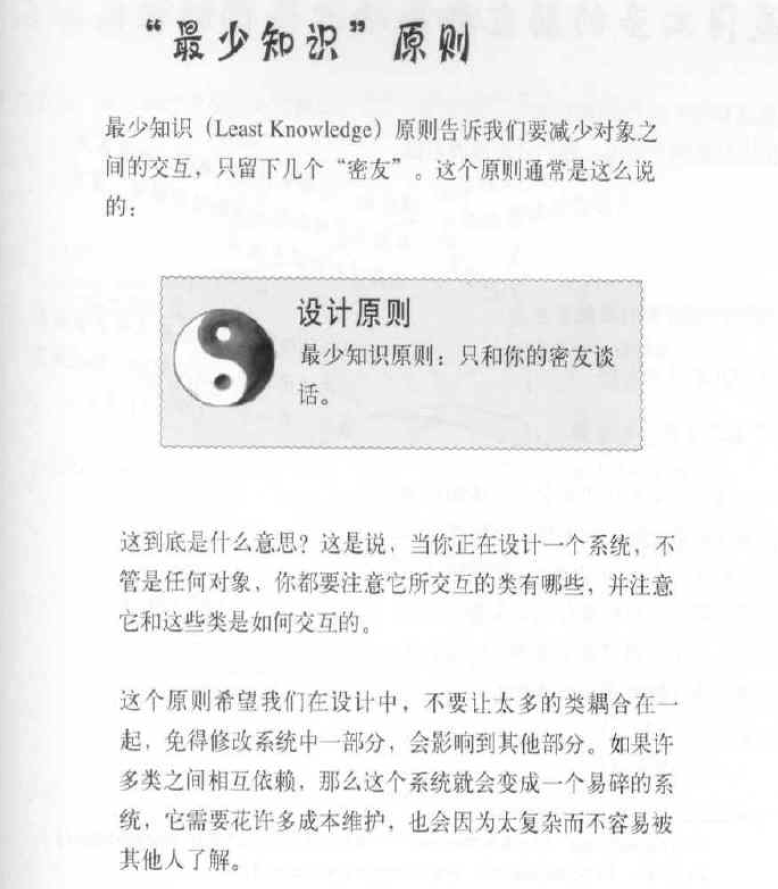 “最少知识”原则
最少知识（Least Knowledge）原则告诉我们要减少对象之
间的交互，只留下几个“密友”。这个原则通常是这么说
的：
设计原则
最少知识原则：只和你的密友谈
话。
这到底是什么意思？这是说，当你正在设计一个系统，不
管是任何对象，你都要注意它所交互的类有哪些，并注意
它和这些类是如何交互的。
这个原则希望我们在设计中，不要让太多的类耦合在一
起，免得修改系统中一部分，会影响到其他部分。如果许
多类之间相互依赖，那么这个系统就会变成一个易碎的系
统，它需要花许多成本维护，也会因为太复杂而不容易被
其他人了解。